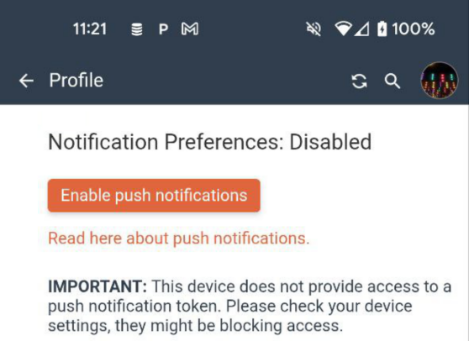 11:21 P M 100%
Profile
Notification Preferences: Disabled
Enable push notifications
Read here about push notifications.
IMPORTANT: This device does not provide access to a
push notification token. Please check your device
settings, they might be blocking access.